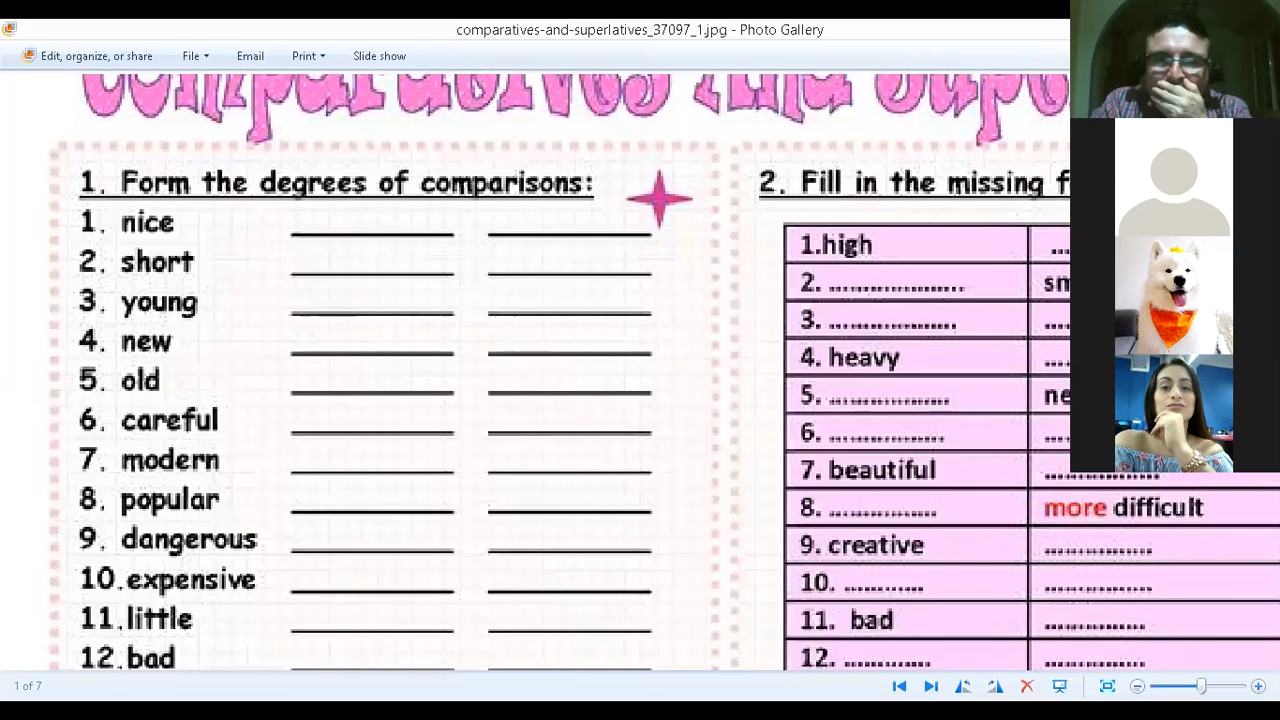 comparatives-and-superlatives_37097_1.jpg - Photo Gallery
Edit, organize, or share File Email Print Slide show
Comparatives And
1. Form the degrees of comparisons:
1. nice
2. short
3. young
4. new
5. old
6. careful
7. modern
8. popular
9. dangerous
10.expensive
11.little
12.bad
2. Fill in the missing
1.high ...
2. .....................
3. ...................
4. heavy ....
5. ...................
6. ..................
7. beautiful .................
8. ................. more difficult
9. creative ................
10. ............ ................
11. bad ...............
12. ............. ...............
1 of 7